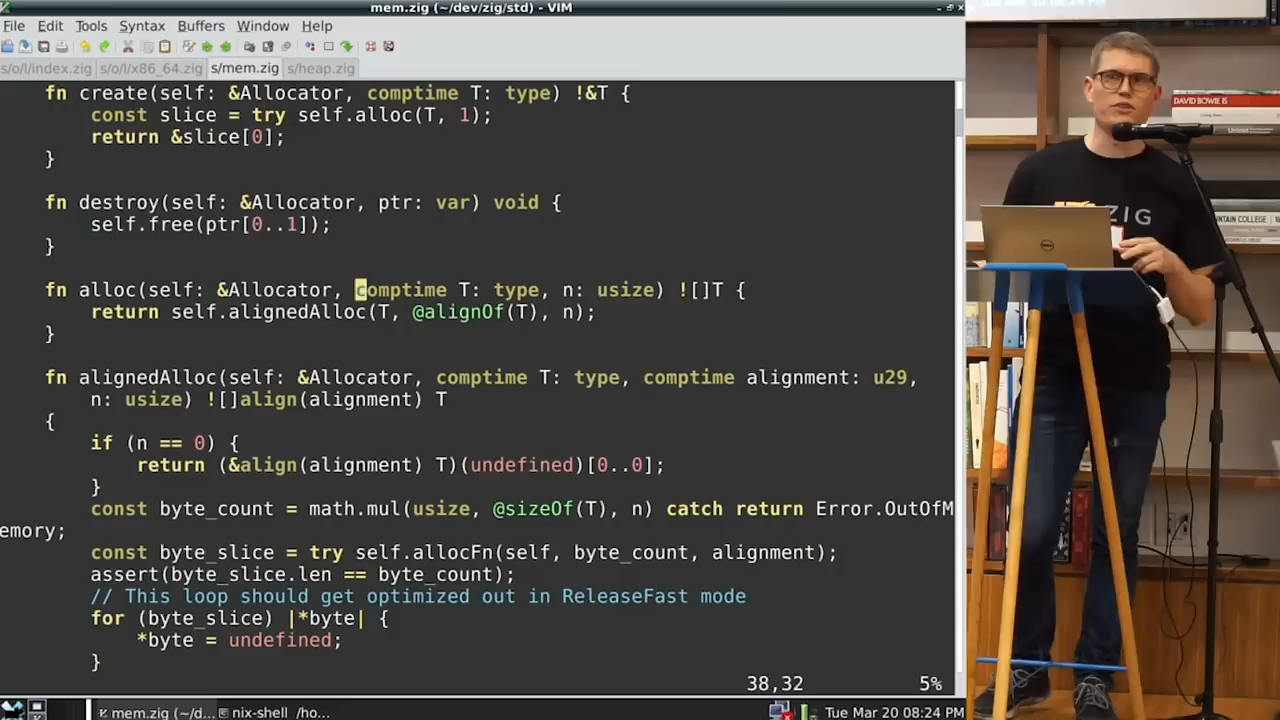 mem.zig (~/dev/zig/std) - VIM
File Edit Tools Syntax Buffers Window Help
s/o/l/index.zig s/o/l/x86_64.zig s/mem.zig s/heap.zig
fn create(self: &Allocator, comptime T: type) !&T {
const slice = try self.alloc(T, 1);
return &slice[0];
}
fn destroy(self: &Allocator, ptr: var) void {
self.free(ptr[0..1]);
}
fn alloc(self: &Allocator, comptime T: type, n: usize) ![]T {
return self.alignedAlloc(T, @alignOf(T), n);
}
fn alignedAlloc(self: &Allocator, comptime T: type, comptime alignment: u29,
n: usize) ![]align(alignment) T
{
if (n == 0) {
return (&align(alignment) T)(undefined)[0..0];
}
const byte_count = math.mul(usize, @sizeOf(T), n) catch return Error.OutOfM
emory;
const byte_slice = try self.allocFn(self, byte_count, alignment);
assert(byte_slice.len == byte_count);
// This loop should get optimized out in ReleaseFast mode
for (byte_slice) |*byte| {
*byte = undefined;
}
38,32 5%
mem.zig (~/d... nix-shell /ho... Tue Mar 20 08:24 PM
DAVID BOWIE IS
ZIG
DELL